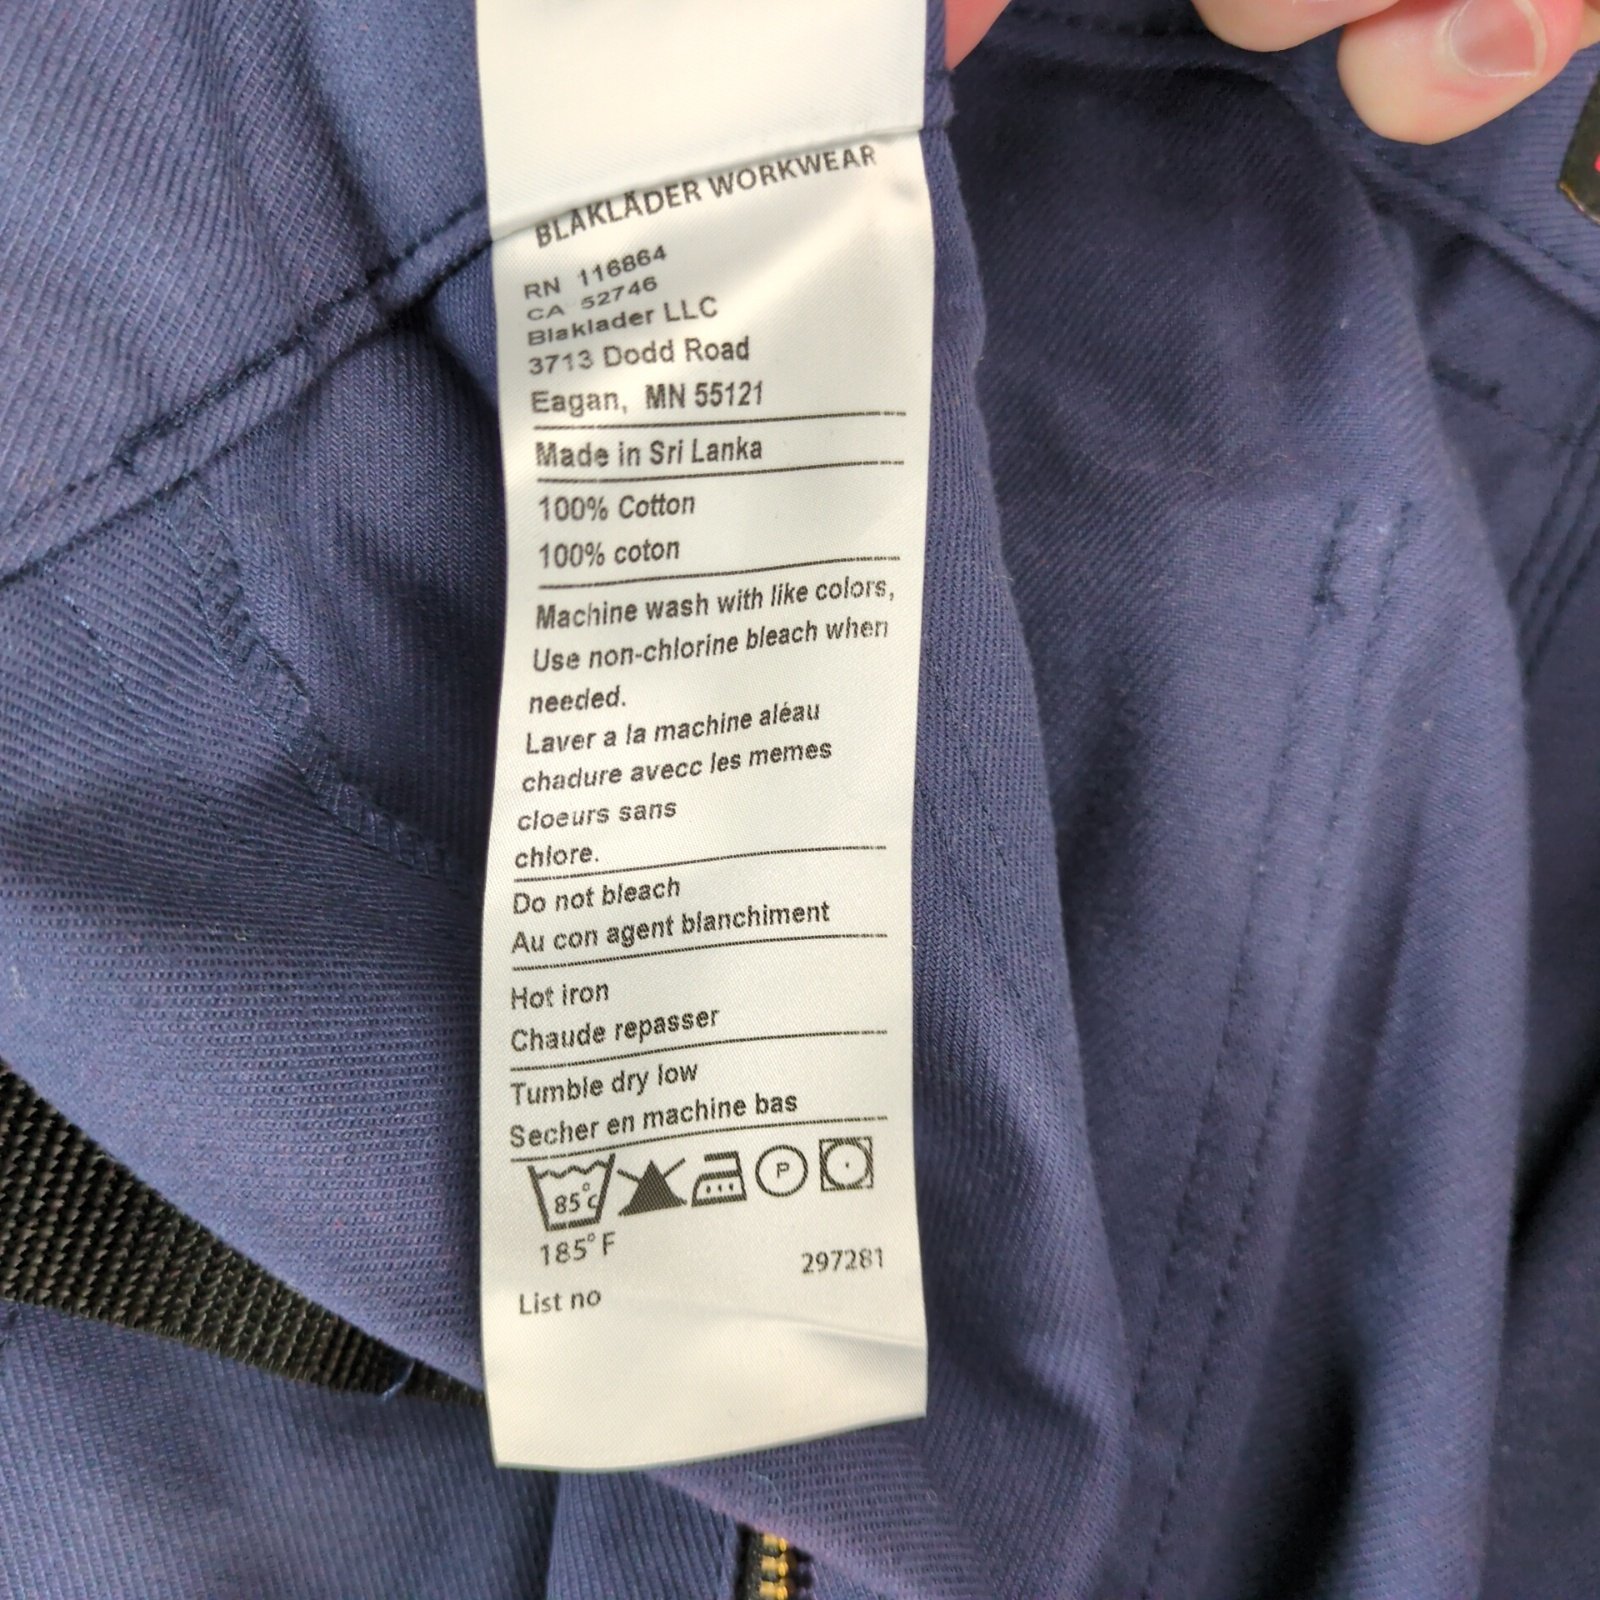 BLAKLÄDER WORKWEAR
RN 116864
CA 52746
Blaklader LLC
3713 Dodd Road
Eagan, MN 55121
Made in Sri Lanka
100% Cotton
100% coton
Machine wash with like colors,
Use non-chlorine bleach when
needed.
Laver a la machine aléau
chadure avecc les memes
cloeurs sans
chlore.
Do not bleach
Au con agent blanchiment
Hot iron
Chaude repasser
Tumble dry low
Secher en machine bas
85°c P
185°F
297281
List no